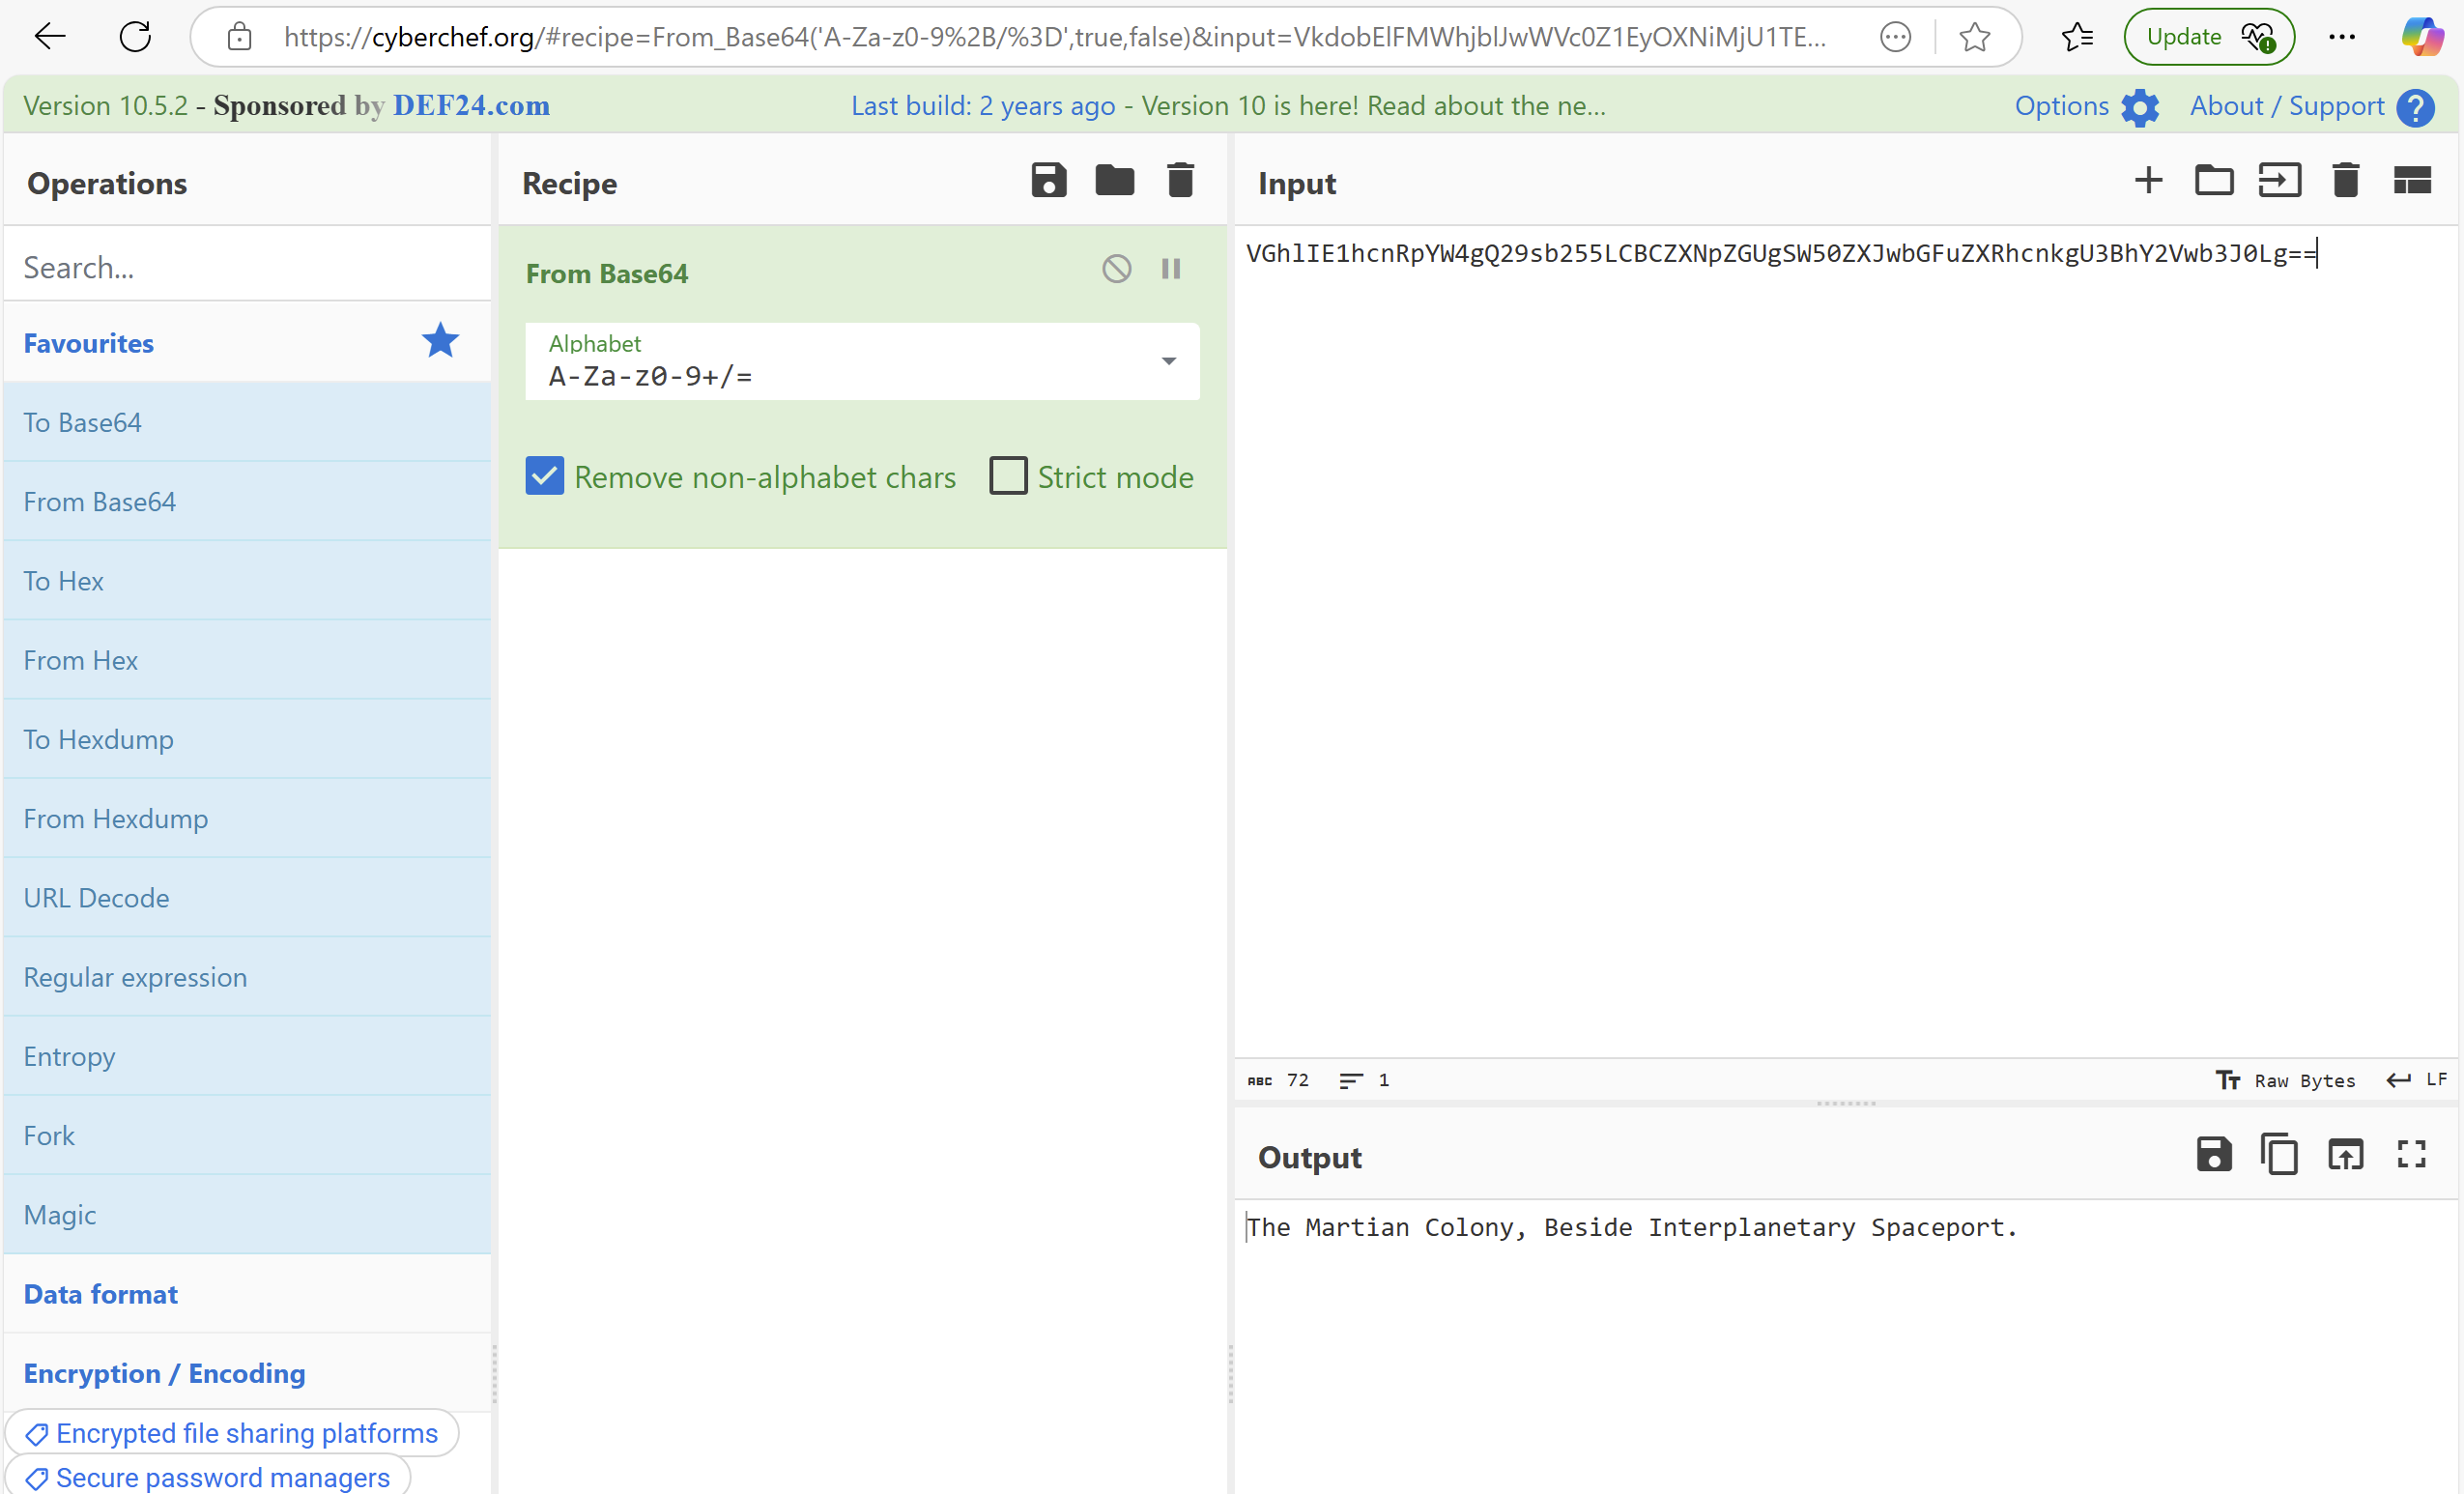 https://cyberchef.org/#recipe=From_Base64('A-Za-z0-9%2B/%3D',true,false)&input=VkdobElFMWhjblJwWVc0Z1EyOXNiMjU1TE...
Update
Version 10.5.2 - Sponsored by DEF24.com
Last build: 2 years ago - Version 10 is here! Read about the ne...
Options
About / Support
Operations
Search...
Favourites
To Base64
From Base64
To Hex
From Hex
To Hexdump
From Hexdump
URL Decode
Regular expression
Entropy
Fork
Magic
Data format
Encryption / Encoding
Encrypted file sharing platforms
Secure password managers
Recipe
From Base64
Alphabet
A-Za-z0-9+/=
Remove non-alphabet chars
Strict mode
Input
VGhlIE1hcnRpYW4gQ29sb255LCBCZXNpZGUgSW50ZXJwbGFuZXRhcnkgU3BhY2Vwb3J0Lg==
ABC 72 1
Tт Raw Bytes LF
Output
The Martian Colony, Beside Interplanetary Spaceport.